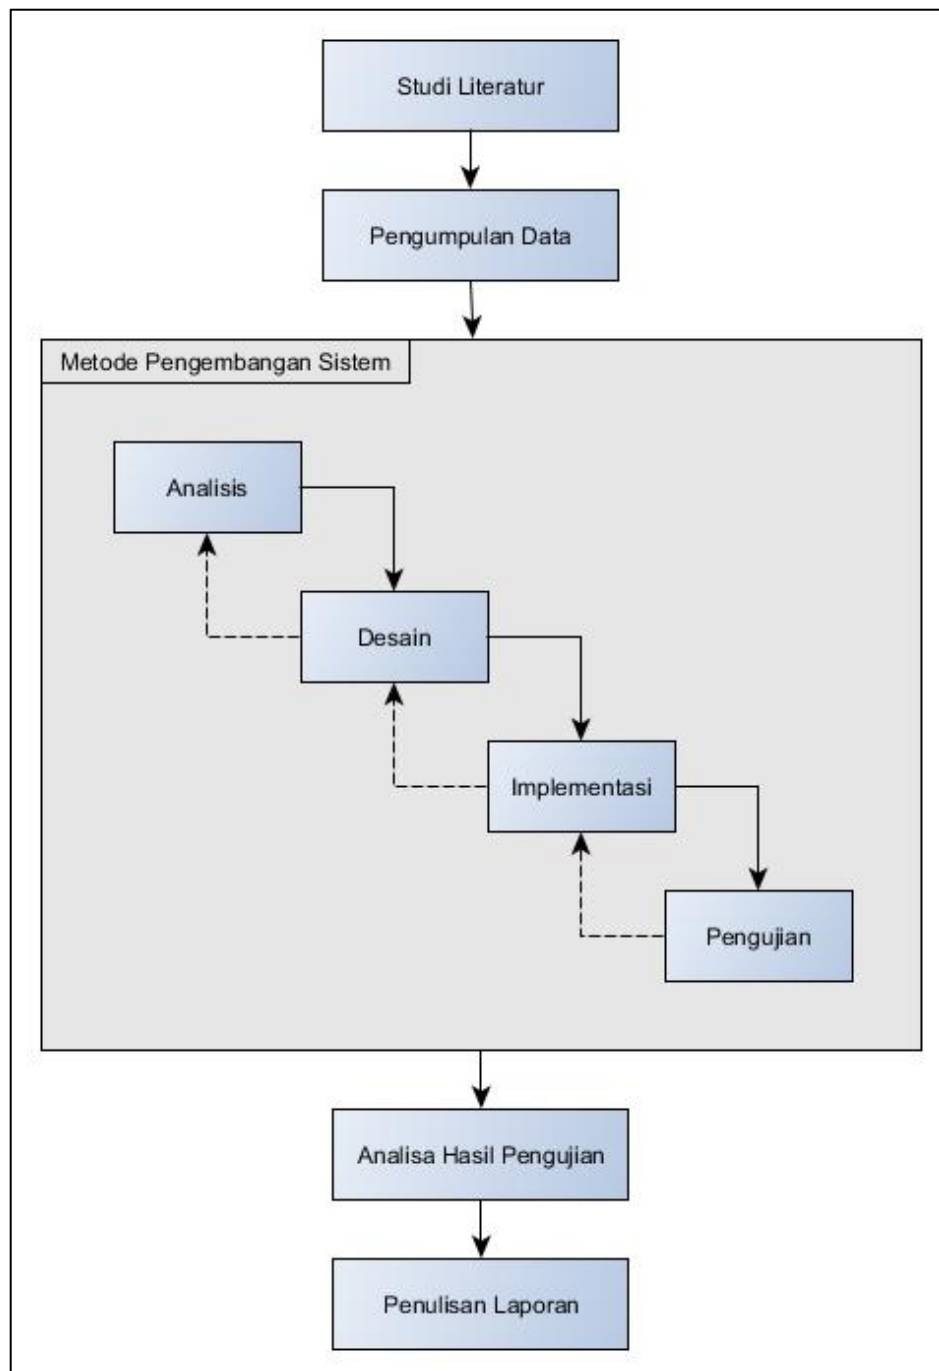 Studi Literatur
Pengumpulan Data
Metode Pengembangan Sistem
Analisis
Desain
Implementasi
Pengujian
Analisa Hasil Pengujian
Penulisan Laporan